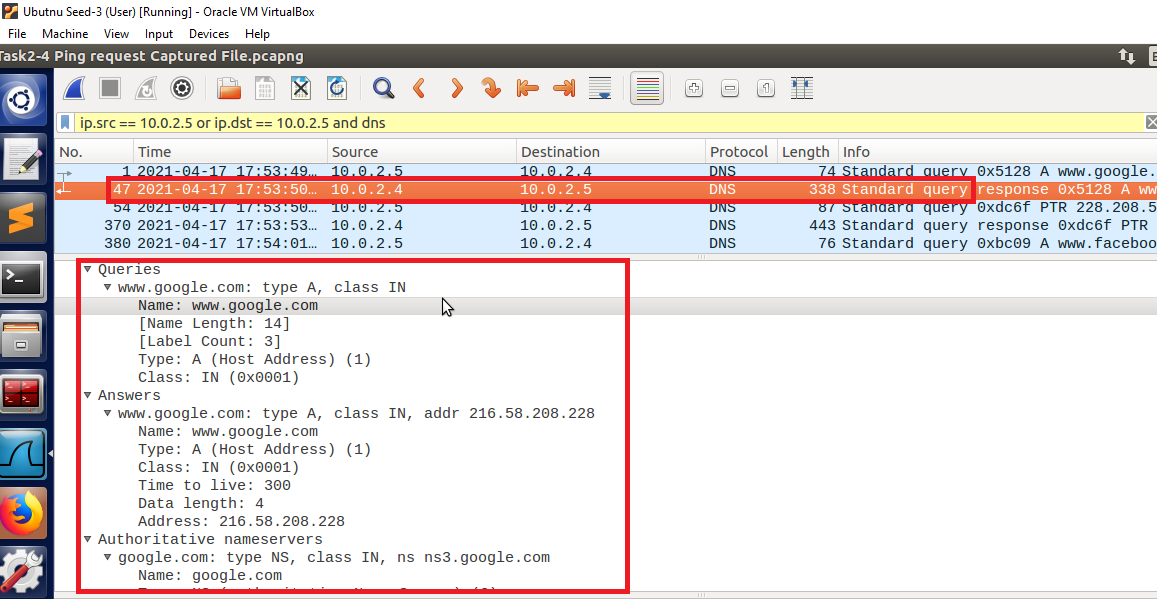 Ubutnu Seed-3 (User) [Running] - Oracle VM VirtualBox
File Machine View Input Devices Help
Task2-4 Ping request Captured File.pcapng
ip.src == 10.0.2.5 or ip.dst == 10.0.2.5 and dns
No. Time Source Destination Protocol Length Info
1 2021-04-17 17:53:49… 10.0.2.5 10.0.2.4 DNS 74 Standard query 0x5128 A www.google.
47 2021-04-17 17:53:50… 10.0.2.4 10.0.2.5 DNS 338 Standard query response 0x5128 A ww
54 2021-04-17 17:53:50… 10.0.2.5 10.0.2.4 DNS 87 Standard query 0xdc6f PTR 228.208.5
370 2021-04-17 17:53:53… 10.0.2.4 10.0.2.5 DNS 443 Standard query response 0xdc6f PTR
380 2021-04-17 17:54:01… 10.0.2.5 10.0.2.4 DNS 76 Standard query 0xbc09 A www.faceboo
Queries
www.google.com: type A, class IN
Name: www.google.com
[Name Length: 14]
[Label Count: 3]
Type: A (Host Address) (1)
Class: IN (0x0001)
Answers
www.google.com: type A, class IN, addr 216.58.208.228
Name: www.google.com
Type: A (Host Address) (1)
Class: IN (0x0001)
Time to live: 300
Data length: 4
Address: 216.58.208.228
Authoritative nameservers
google.com: type NS, class IN, ns ns3.google.com
Name: google.com